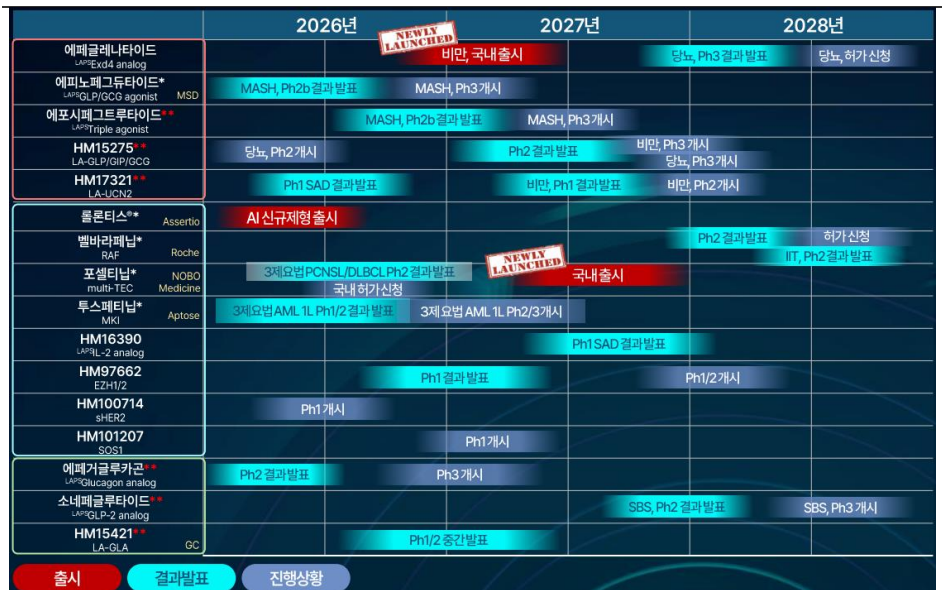 2026년 2027년 2028년
에페글레나타이드 NEWLY LAUNCHED 비만, 국내 출시 당뇨, Ph3 결과 발표 당뇨, 허가 신청
LAPSExd4 analog
에피노페그듀타이드* MASH, Ph2b 결과 발표 MASH, Ph3 개시
LAPSGLP/GCG agonist MSD
에포시페그트루타이드** MASH, Ph2b 결과 발표 MASH, Ph3개시
LAPSTriple agonist
HM15275** 당뇨, Ph2 개시 Ph2 결과 발표 비만, Ph3 개시
LA-GLP/GIP/GCG 당뇨, Ph3 개시
HM17321** Ph1 SAD 결과 발표 비만, Ph1 결과 발표 비만, Ph2 개시
LA-UCN2
롤론티스®* Assertio AI 신규제형 출시
벨바라페닙* Ph2 결과 발표 허가 신청
RAF Roche IIT, Ph2 결과 발표
포셀티닙* NOBO 3제 요법 PCNSL/DLBCL Ph2 결과 발표 NEWLY LAUNCHED 국내 출시
multi-TEC Medicine 국내 허가신청
투스페티닙* 3제 요법 AML 1L Ph1/2 결과 발표 3제 요법 AML 1L Ph2/3 개시
MKI Aptose
HM16390 Ph1 SAD 결과 발표
LAPSIL-2 analog
HM97662 Ph1 결과 발표 Ph1/2 개시
EZH1/2
HM100714 Ph1 개시
sHER2
HM101207 Ph1 개시
SOS1
에페거글루카곤** Ph2 결과 발표 Ph3 개시
LAPSGlucagon analog
소네페글루타이드** SBS, Ph2 결과 발표 SBS, Ph3 개시
LAPSGLP-2 analog
HM15421** Ph1/2 중간 발표
LA-GLA GC
출시 결과발표 진행상황